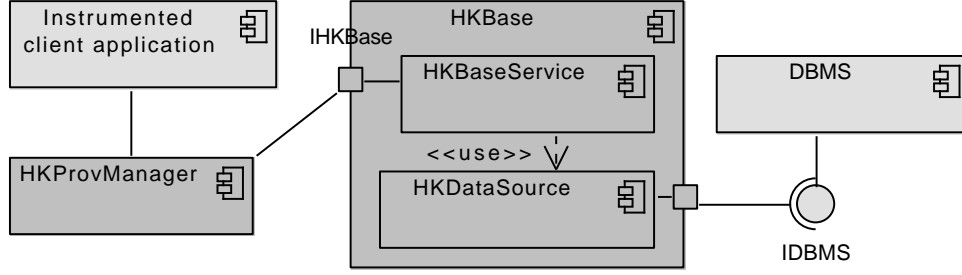 Instrumented
client application
HKProvManager
IHKBase
HKBase
HKBaseService
<<use>>
HKDataSource
DBMS
IDBMS